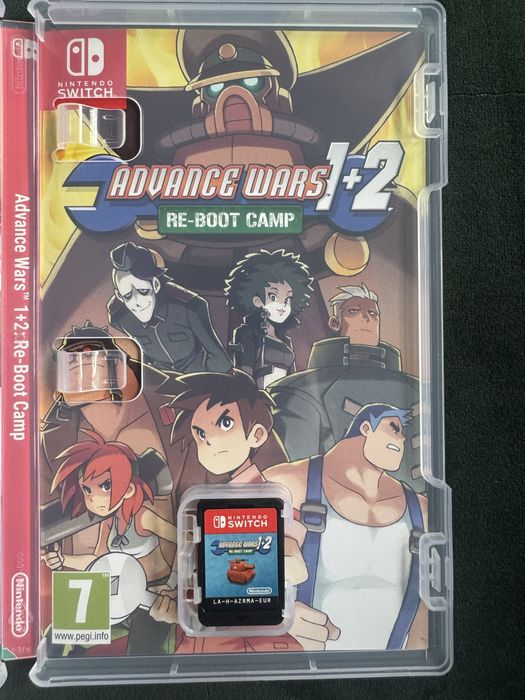 NINTENDO
SWITCH
ADVANCE WARS 1+2
RE-BOOT CAMP
Advance Wars™ 1+2: Re-Boot Camp
Nintendo
NINTENDO
SWITCH
ADVANCE WARS 1+2
RE-BOOT CAMP
Nintendo
LA-H-AZRMA-EUR
7
™
www.pegi.info